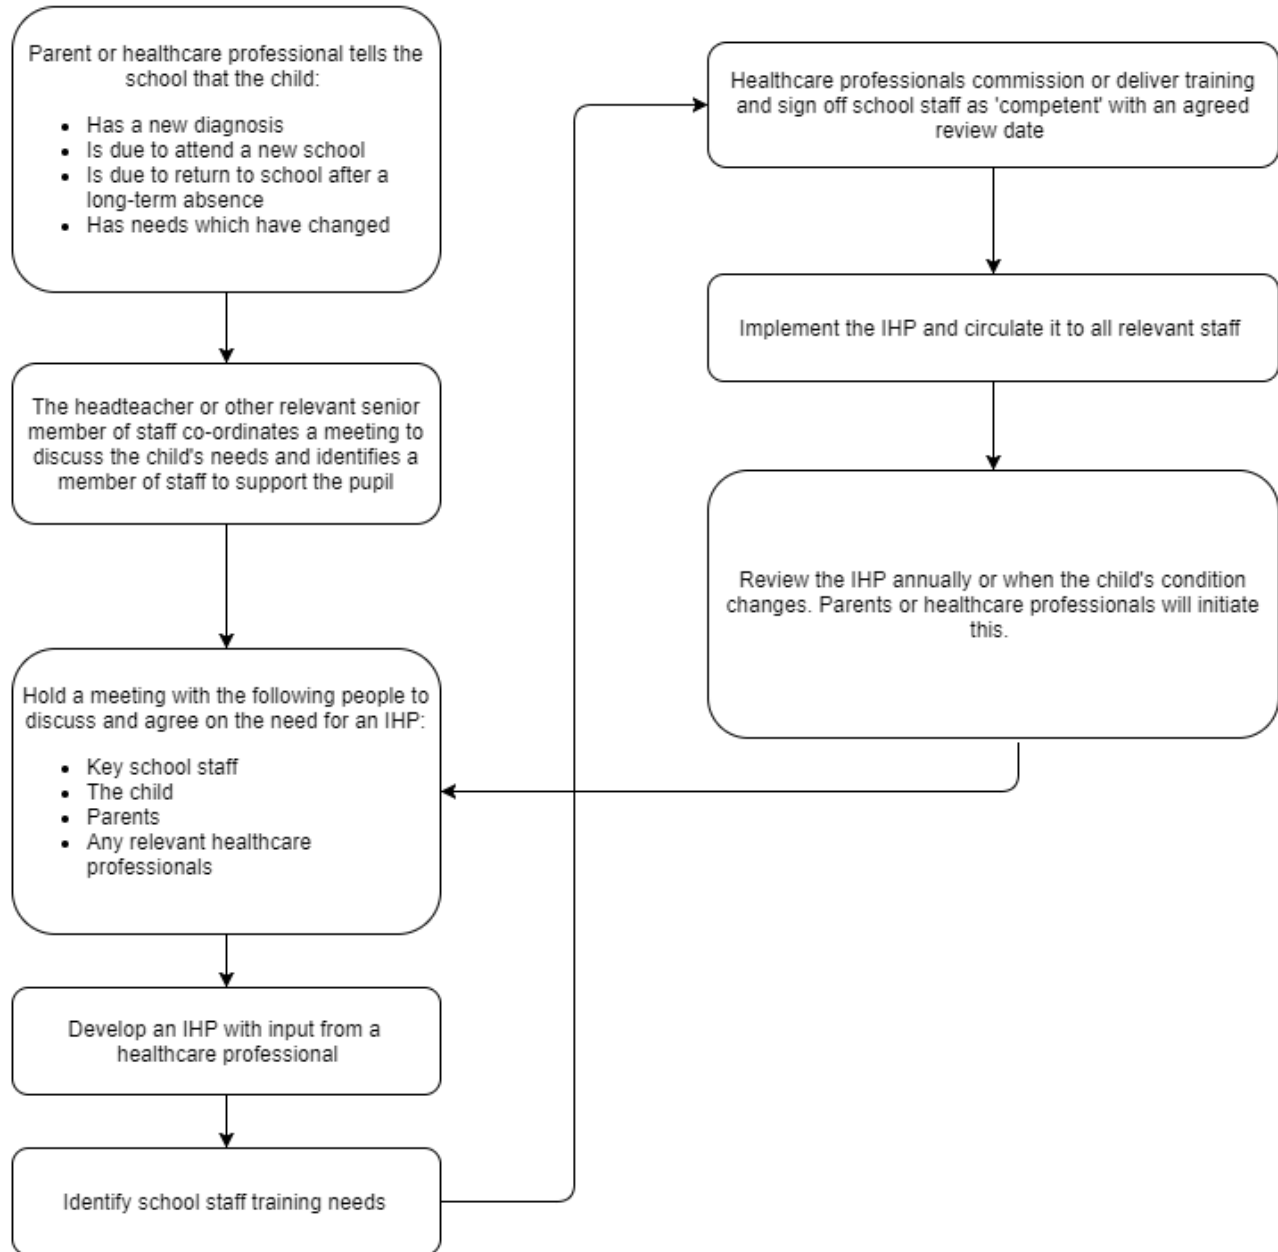 Parent or healthcare professional tells the
school that the child:
• Has a new diagnosis
• Is due to attend a new school
• Is due to return to school after a
long-term absence
• Has needs which have changed
The headteacher or other relevant senior
member of staff co-ordinates a meeting to
discuss the child's needs and identifies a
member of staff to support the pupil
Hold a meeting with the following people to
discuss and agree on the need for an IHP:
• Key school staff
• The child
• Parents
• Any relevant healthcare
professionals
Develop an IHP with input from a
healthcare professional
Identify school staff training needs
Healthcare professionals commission or deliver training
and sign off school staff as 'competent' with an agreed
review date
Implement the IHP and circulate it to all relevant staff
Review the IHP annually or when the child's condition
changes. Parents or healthcare professionals will initiate
this.